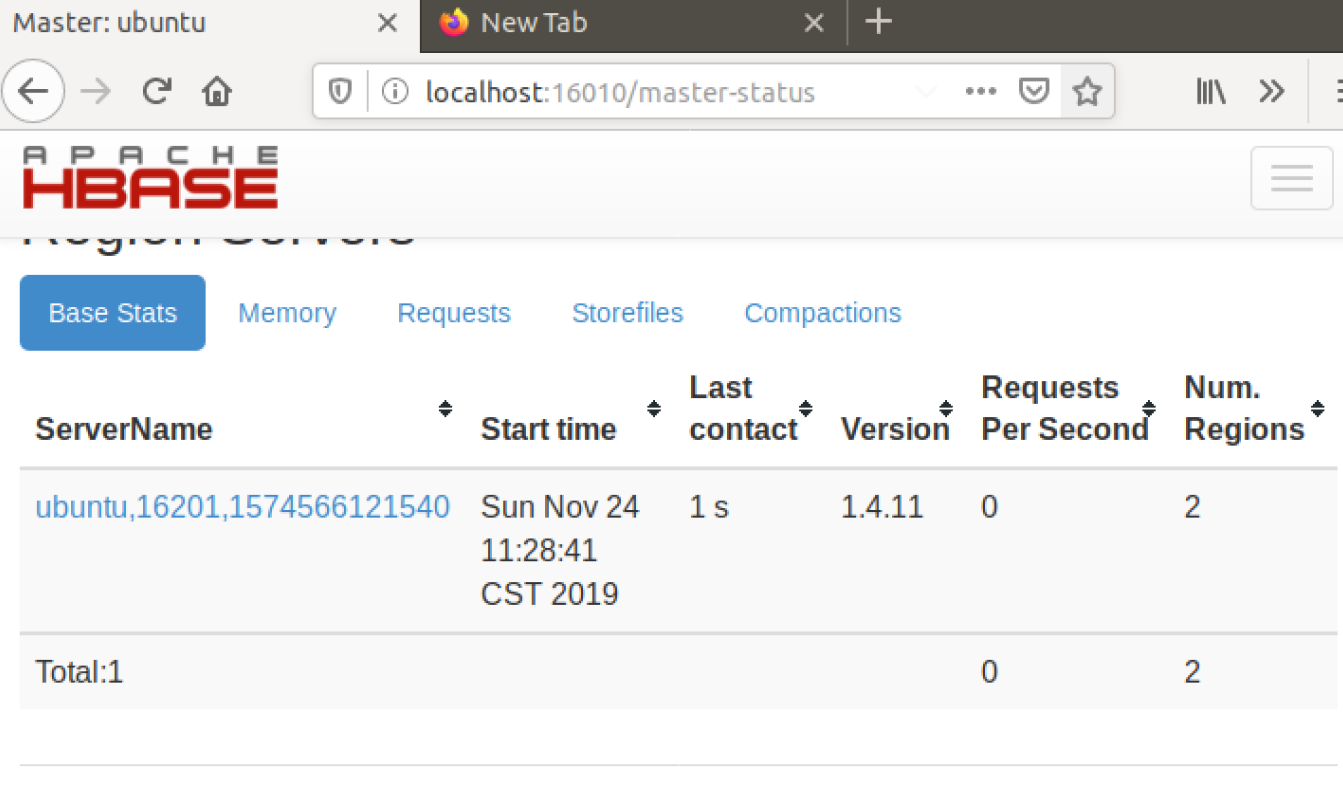 Master: ubuntu
New Tab
localhost:16010/master-status
APACHE
HBASE
Region Servers
Base Stats Memory Requests Storefiles Compactions
ServerName Start time Last contact Version Requests Per Second Num. Regions
ubuntu,16201,1574566121540 Sun Nov 24 1 s 1.4.11 0 2
11:28:41
CST 2019
Total:1 0 2